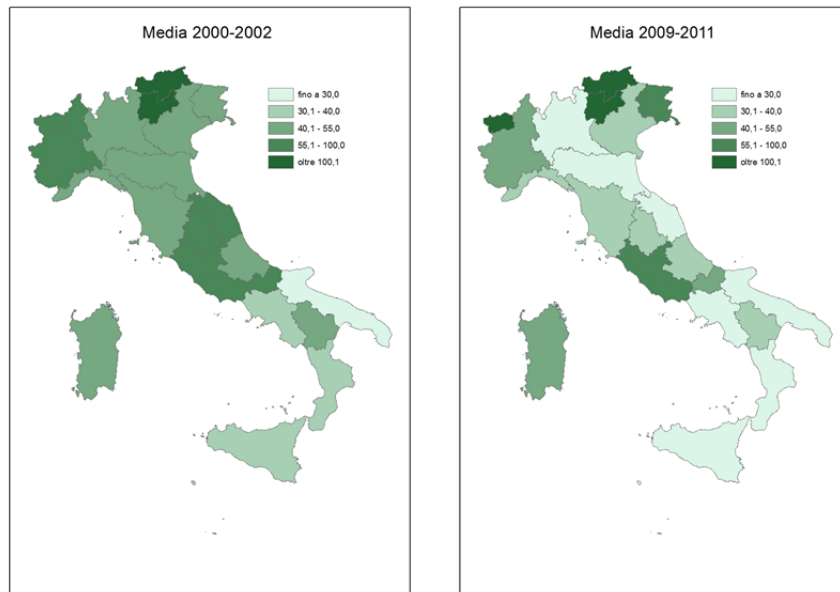 Media 2000-2002
fino a 30,0
30,1 - 40,0
40,1 - 55,0
55,1 - 100,0
oltre 100,1
Media 2009-2011
fino a 30,0
30,1 - 40,0
40,1 - 55,0
55,1 - 100,0
oltre 100,1